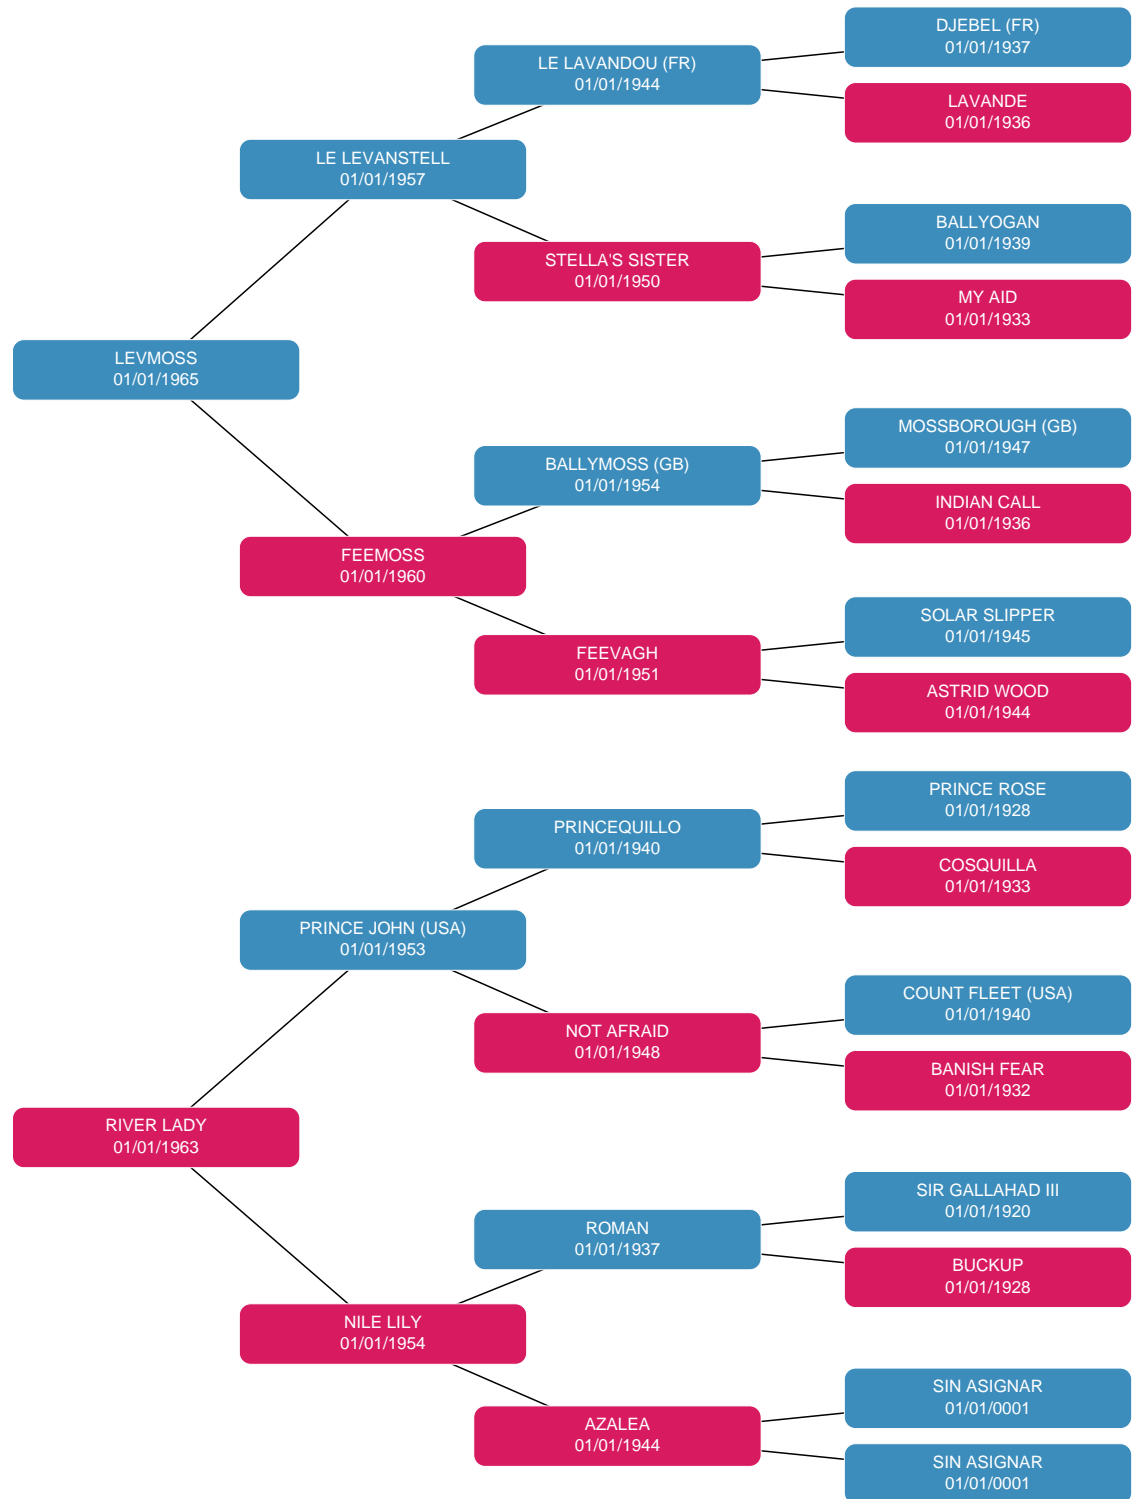 DJEBEL (FR)
01/01/1937
LE LAVANDOU (FR)
01/01/1944
LAVANDE
01/01/1936
LE LEVANSTELL
01/01/1957
BALLYOGAN
01/01/1939
STELLA'S SISTER
01/01/1950
MY AID
01/01/1933
LEVMOSS
01/01/1965
MOSSBOROUGH (GB)
01/01/1947
BALLYMOSS (GB)
01/01/1954
INDIAN CALL
01/01/1936
FEEMOSS
01/01/1960
SOLAR SLIPPER
01/01/1945
FEEVAGH
01/01/1951
ASTRID WOOD
01/01/1944
PRINCE ROSE
01/01/1928
PRINCEQUILLO
01/01/1940
COSQUILLA
01/01/1933
PRINCE JOHN (USA)
01/01/1953
COUNT FLEET (USA)
01/01/1940
NOT AFRAID
01/01/1948
BANISH FEAR
01/01/1932
RIVER LADY
01/01/1963
SIR GALLAHAD III
01/01/1920
ROMAN
01/01/1937
BUCKUP
01/01/1928
NILE LILY
01/01/1954
SIN ASIGNAR
01/01/0001
AZALEA
01/01/1944
SIN ASIGNAR
01/01/0001